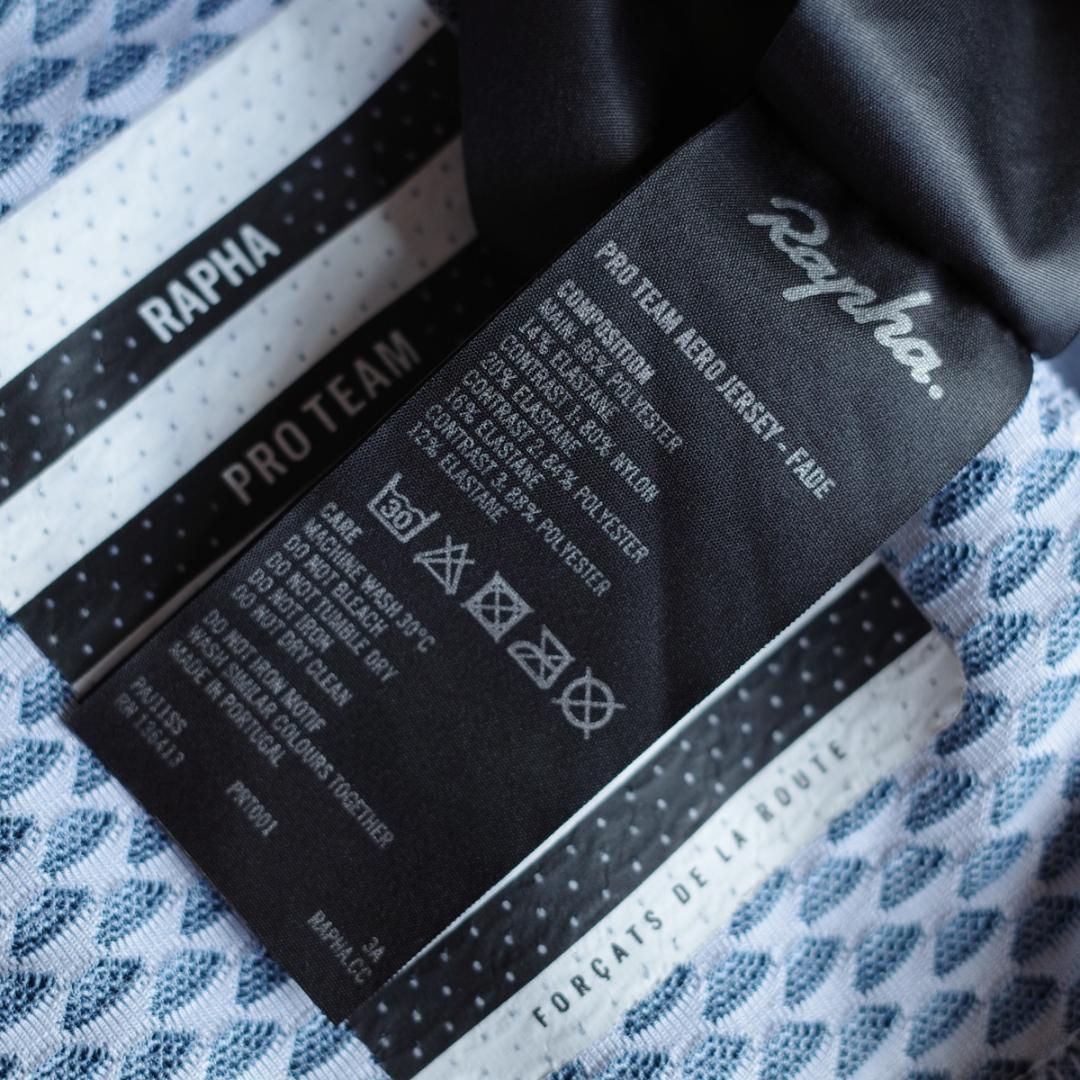 RAPHA
PRO TEAM
Rapha.
PRO TEAM AERO JERSEY - FADE
COMPOSITION
MAIN. 86% POLYESTER
14% ELASTANE
CONTRAST 1. 80% NYLON
20% ELASTANE
CONTRAST 2. 84% POLYESTER
16% ELASTANE
CONTRAST 3. 88% POLYESTER
12% ELASTANE
30
CARE
MACHINE WASH 30°C
DO NOT BLEACH
DO NOT TUMBLE DRY
DO NOT IRON
DO NOT DRY CLEAN
DO NOT IRON MOTIF
WASH SIMILAR COLOURS TOGETHER
MADE IN PORTUGAL
PRT001
3A
RAPHA.CC
FORÇATS DE LA ROUTE